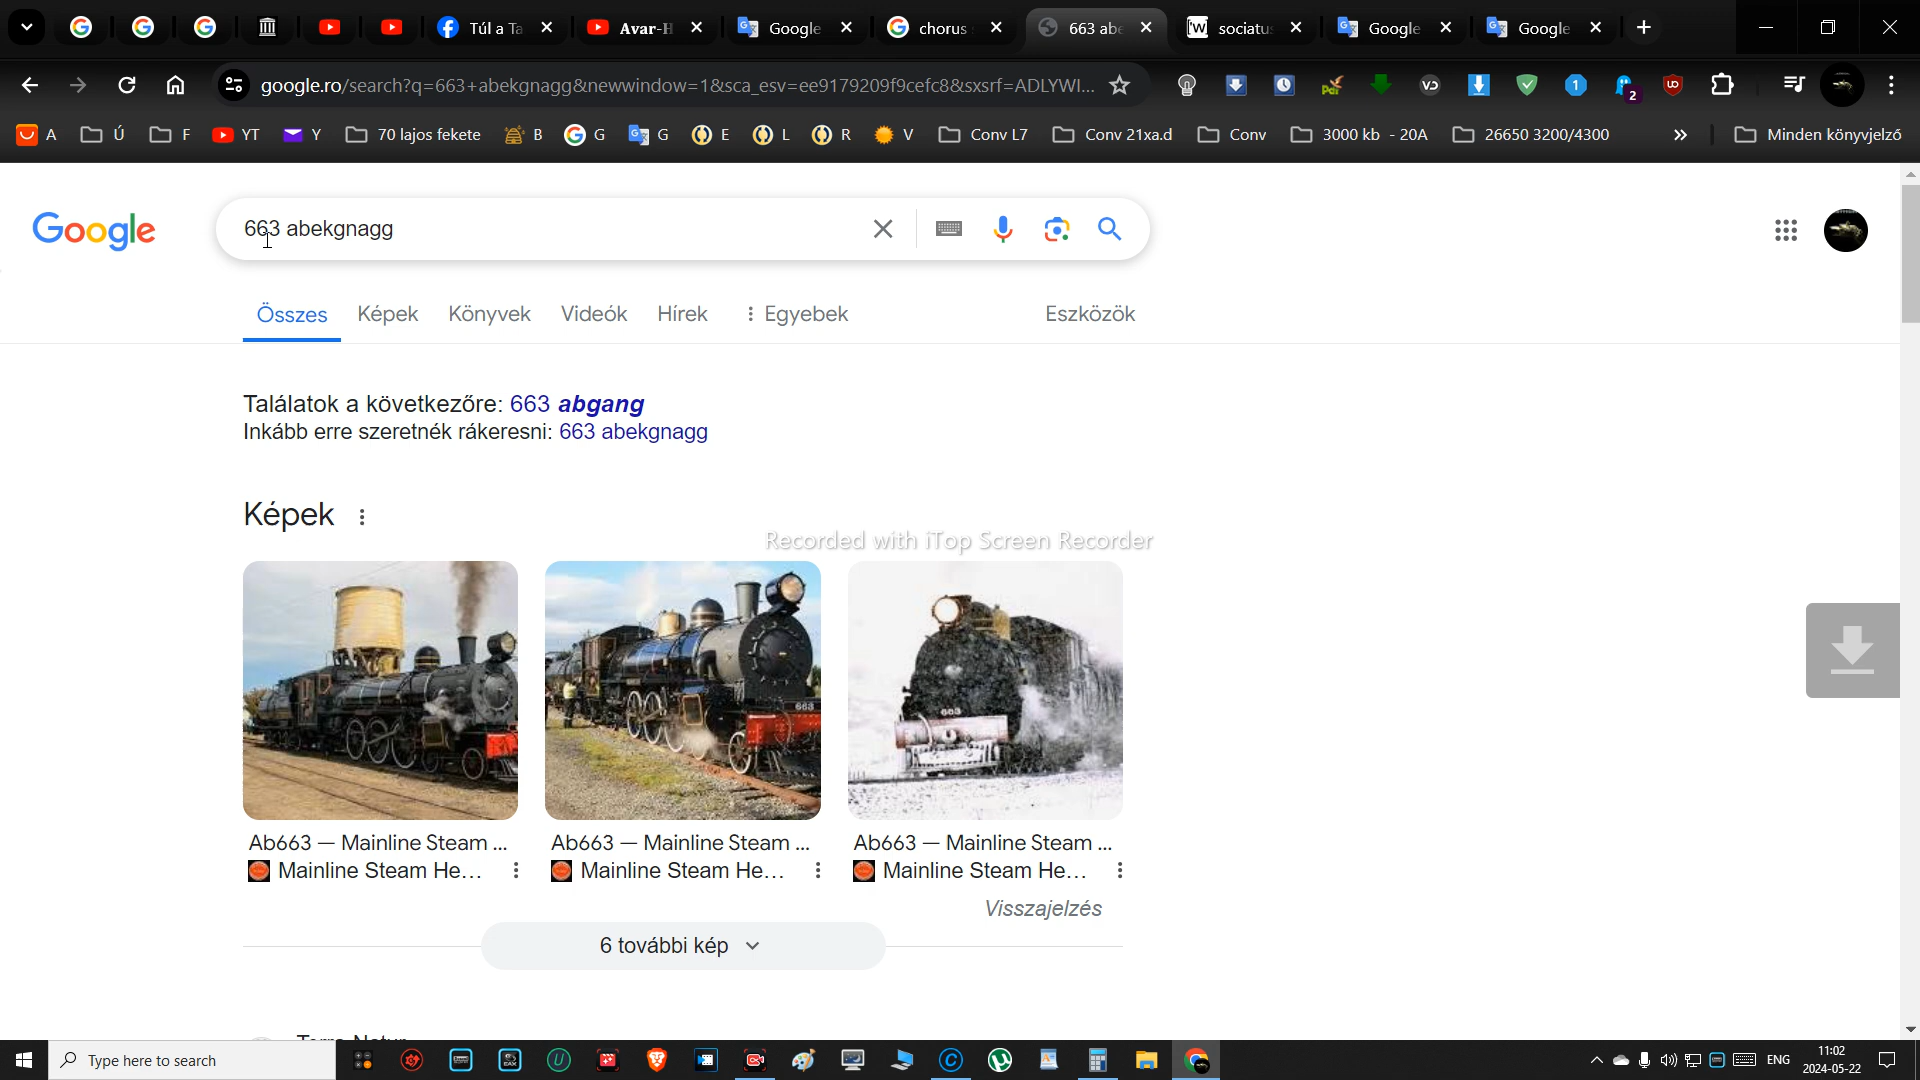 Túl a Ta
Avar-H
Google
chorus
663 abe
sociatu
Google
Google
google.ro/search?q=663+abekgnagg&newwindow=1&sca_esv=ee9179209f9cefc8&sxsrf=ADLYWI...
2
A Ú F YT Y 70 lajos fekete B G G E L R V Conv L7 Conv 21xa.d Conv 3000 kb - 20A 26650 3200/4300 » Minden könyvjelző
Google
663 abekgnagg
Összes Képek Könyvek Videók Hírek Egyebek Eszközök
Találatok a következőre: 663 abgang
Inkább erre szeretnék rákeresni: 663 abekgnagg
Képek
Recorded with iTop Screen Recorder
663
663
Ab663 — Mainline Steam ...
Mainline Steam He...
Ab663 — Mainline Steam ...
Mainline Steam He...
Ab663 — Mainline Steam ...
Mainline Steam He...
Visszajelzés
6 további kép
Type here to search
ENG
11:02
2024-05-22